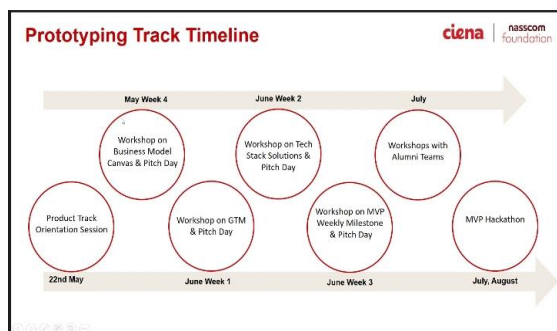 Prototyping Track Timeline
ciena
nasscom
foundation
May Week 4
June Week 2
July
Workshop on
Business Model
Canvas & Pitch Day
Workshop on Tech
Stack Solutions &
Pitch Day
Workshops with
Alumni Teams
Product Track
Orientation Session
Workshop on GTM
& Pitch Day
Workshop on MVP
Weekly Milestone
& Pitch Day
MVP Hackathon
22nd May
June Week 1
June Week 3
July, August